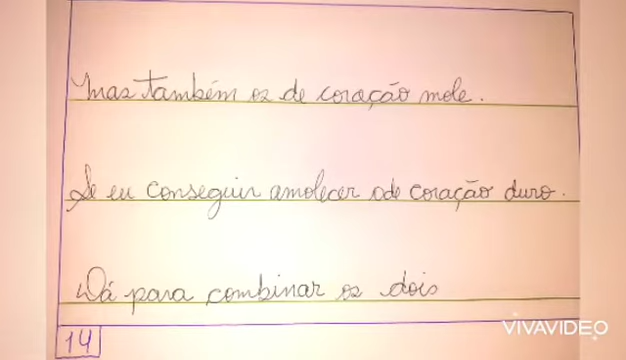 Mas também os de coração mole.
Se eu conseguir amolecer o de coração duro.
Dá para combinar os dois
14
VIVAVIDEO